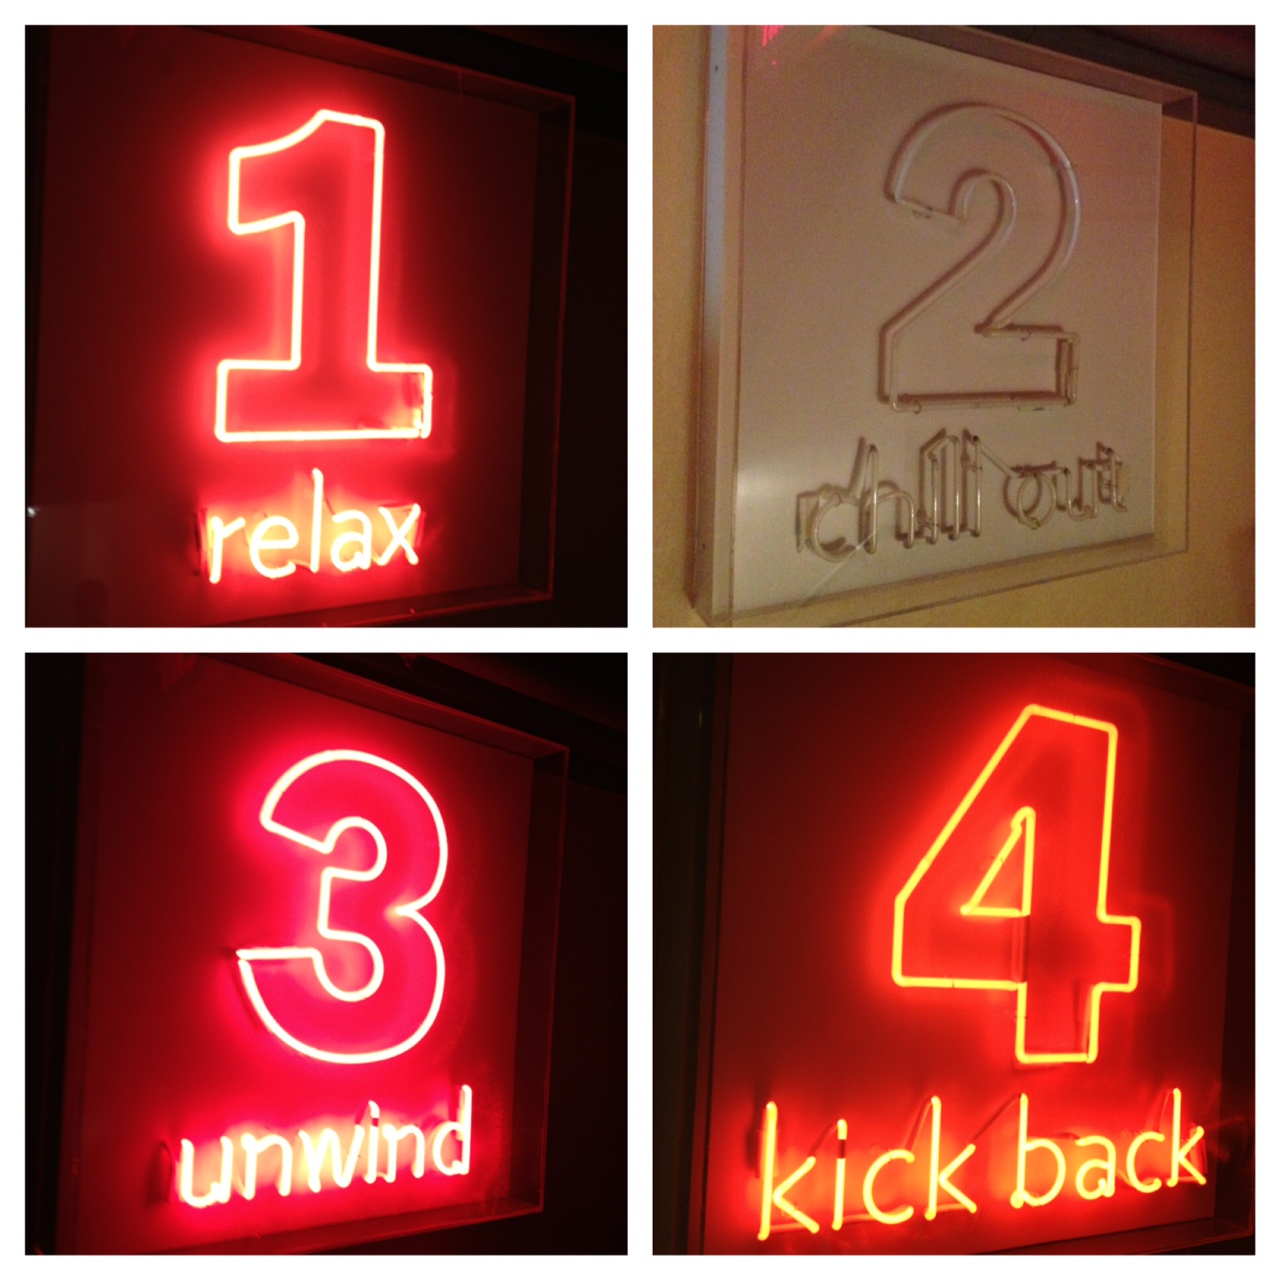 1
relax
2
chill out
3
unwind
4
kick back